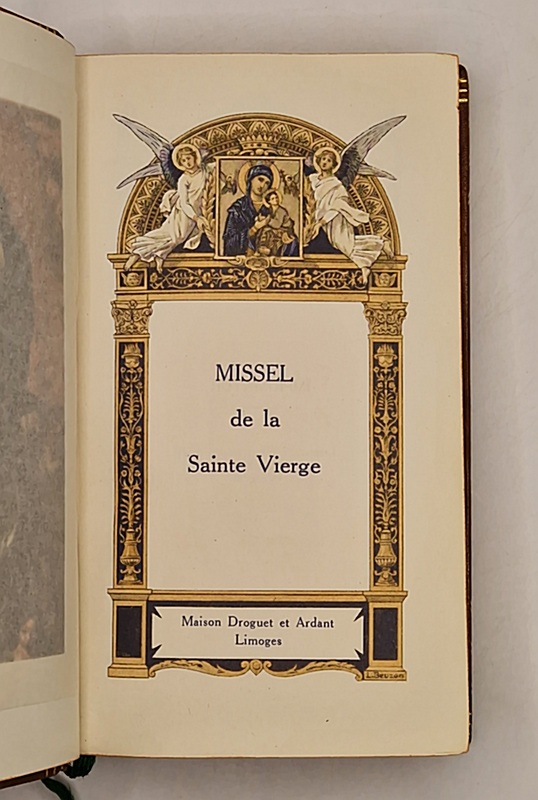 MISSEL
de la
Sainte Vierge
Maison Droguet et Ardant
Limoges